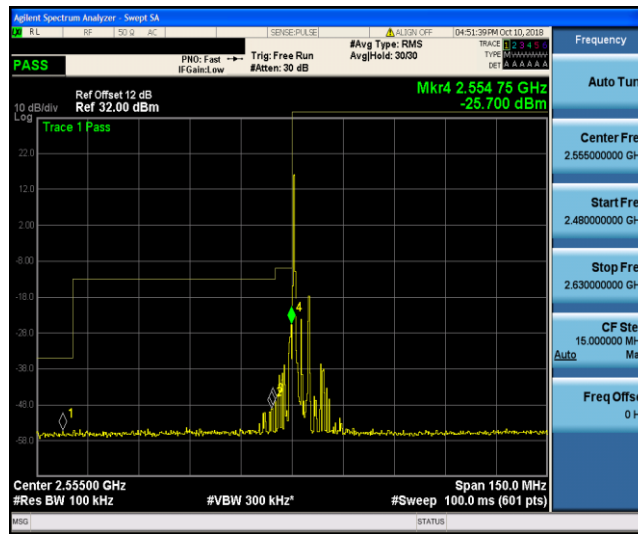 Agilent Spectrum Analyzer - Swept SA
RL RF 50 Ω AC SENSE:PULSE ALIGN OFF 04:51:39 PM Oct 10, 2018
PASS
PNO: Fast
IFGain:Low
Trig: Free Run
#Atten: 30 dB
#Avg Type: RMS
Avg|Hold: 30/30
TRACE 1 2 3 4 5 6
TYPE
DET A A A A A A
Mkr4 2.554 75 GHz
-25.700 dBm
Ref Offset 12 dB
10 dB/div Ref 32.00 dBm
Log
Trace 1 Pass
22.0
12.0
2.00
-8.00
-18.0
-28.0
-38.0
-48.0
-58.0
1
4
Center 2.55500 GHz Span 150.0 MHz
#Res BW 100 kHz #VBW 300 kHz* #Sweep 100.0 ms (601 pts)
MSG STATUS
Frequency
Auto Tun
Center Fre
2.555000000 GH
Start Fre
2.480000000 GH
Stop Fre
2.630000000 GH
CF Ste
15.000000 MH
Auto Ma
Freq Offs
0 H